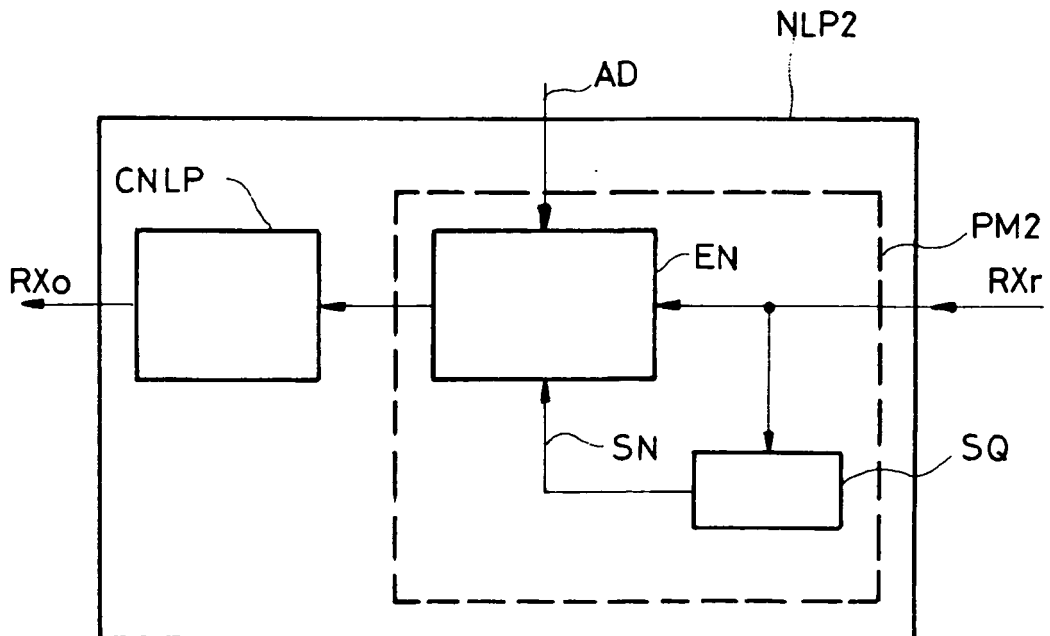 NLP2
AD
CNLP
PM2
EN
RXo
RXr
SN
SQ